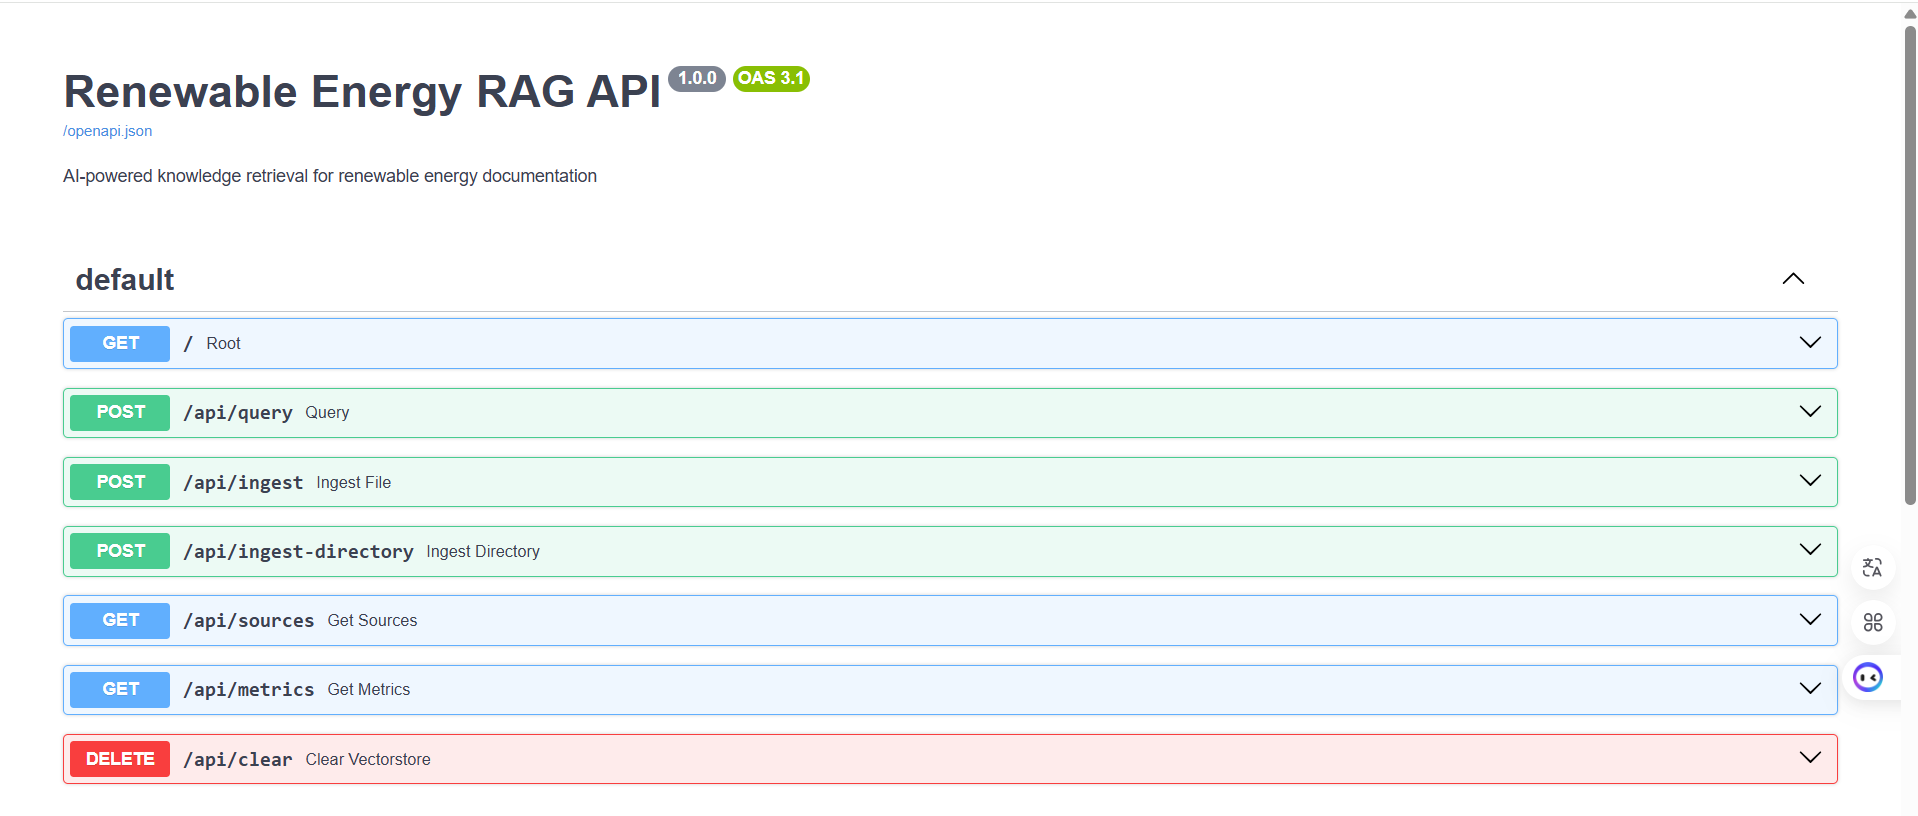 Renewable Energy RAG API 1.0.0 OAS 3.1
/openapi.json
AI-powered knowledge retrieval for renewable energy documentation
default
GET / Root
POST /api/query Query
POST /api/ingest Ingest File
POST /api/ingest-directory Ingest Directory
GET /api/sources Get Sources
GET /api/metrics Get Metrics
DELETE /api/clear Clear Vectorstore